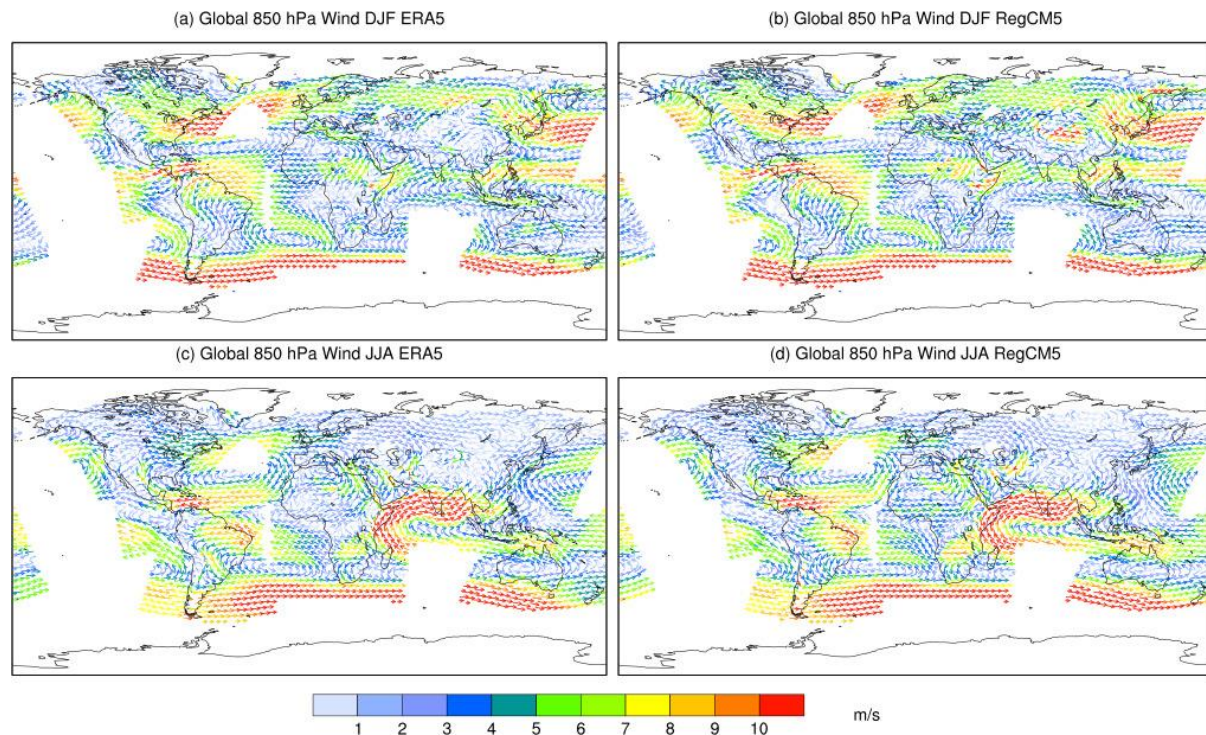 (a) Global 850 hPa Wind DJF ERA5
(b) Global 850 hPa Wind DJF RegCM5
(c) Global 850 hPa Wind JJA ERA5
(d) Global 850 hPa Wind JJA RegCM5
1 2 3 4 5 6 7 8 9 10 m/s